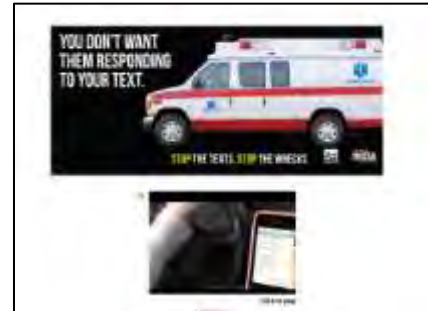 YOU DON'T WANT
THEM RESPONDING
TO YOUR TEXT.
STOP THE TEXTS. STOP THE WRECKS.